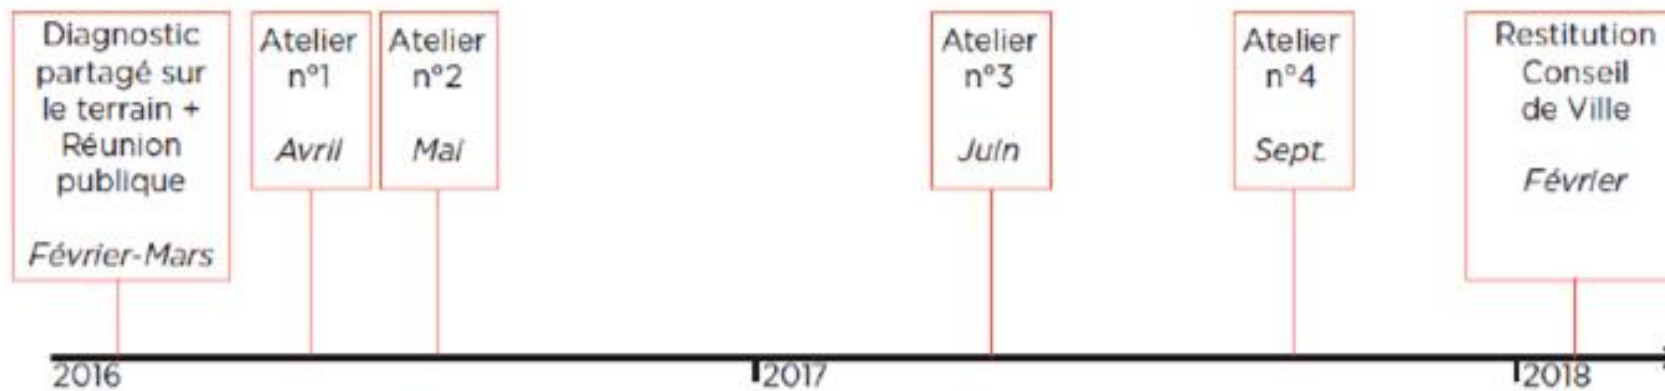 Diagnostic
partagé sur
le terrain +
Réunion
publique
Février-Mars
Atelier
n°1
Avril
Atelier
n°2
Mai
Atelier
n°3
Juin
Atelier
n°4
Sept.
Restitution
Conseil
de Ville
Février
2016
2017
2018